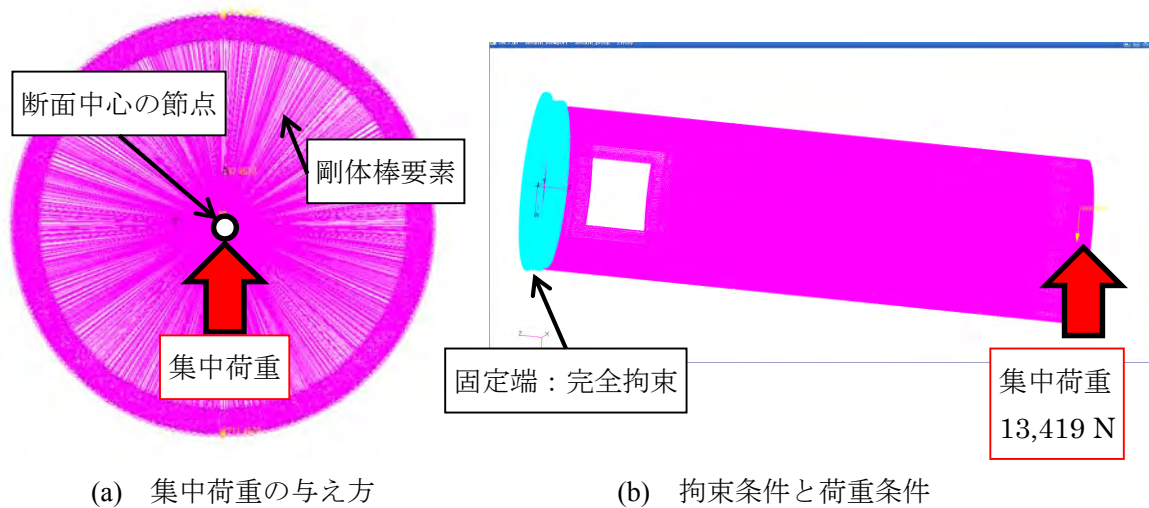 断面中心の節点
剛体棒要素
集中荷重
固定端：完全拘束
集中荷重
13,419 N
(a) 集中荷重の与え方
(b) 拘束条件と荷重条件